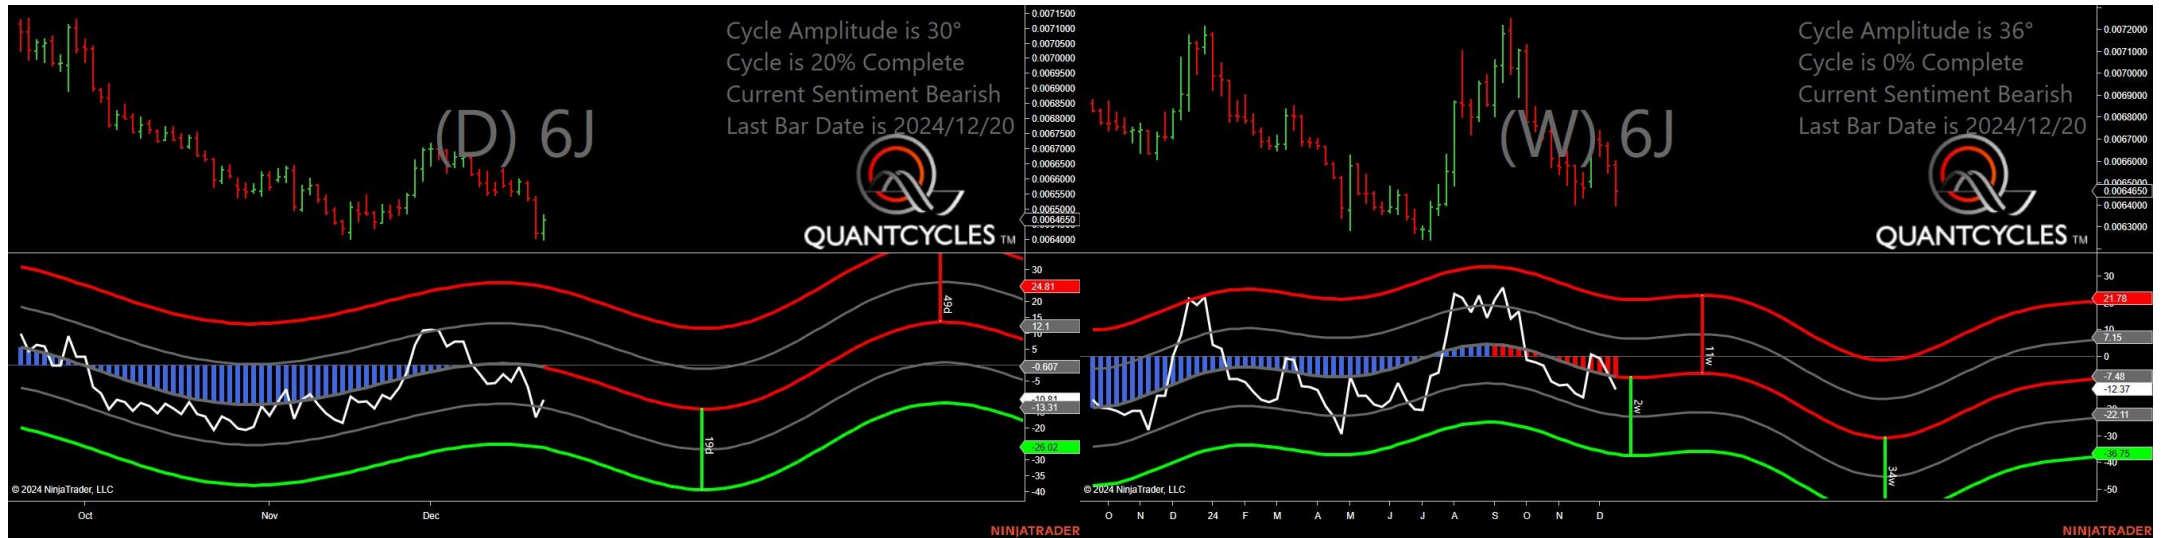 Cycle Amplitude is 30°
Cycle is 20% Complete
Current Sentiment Bearish
Last Bar Date is 2024/12/20
(D) 6J
QUANTCYCLES TM
0.0071500
0.0071000
0.0070500
0.0070000
0.0069500
0.0069000
0.0068500
0.0068000
0.0067500
0.0067000
0.0066500
0.0066000
0.0065500
0.0065000
0.0064650
0.0064000
30
24.81
20
15
12.1
10
5
-0.607
-5
-10.81
-13.31
-20
-26.02
-30
-35
-40
49d
19d
© 2024 NinjaTrader, LLC
Oct
Nov
Dec
NINJATRADER
Cycle Amplitude is 36°
Cycle is 0% Complete
Current Sentiment Bearish
Last Bar Date is 2024/12/20
(W) 6J
QUANTCYCLES TM
0.0072000
0.0071000
0.0070000
0.0069000
0.0068000
0.0067000
0.0066000
0.0065000
0.0064650
0.0064000
0.0063000
30
21.78
10
7.15
0
-7.48
-12.37
-22.11
-30
-36.75
-40
-50
11w
2w
34w
© 2024 NinjaTrader, LLC
O N D 24 F M A M J J A S O N D
NINJATRADER